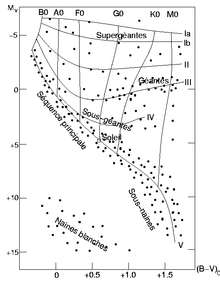 Mv
B0 A0 F0 G0 K0 M0
-5
Supergéantes
Ia
Ib
II
Géantes
III
0
Sous-géantes
IV
Séquence principale
Soleil
+5
Sous-naines
+10
Naines blanches
V
+15
0 +0.5 +1.0 +1.5
(B–V)0